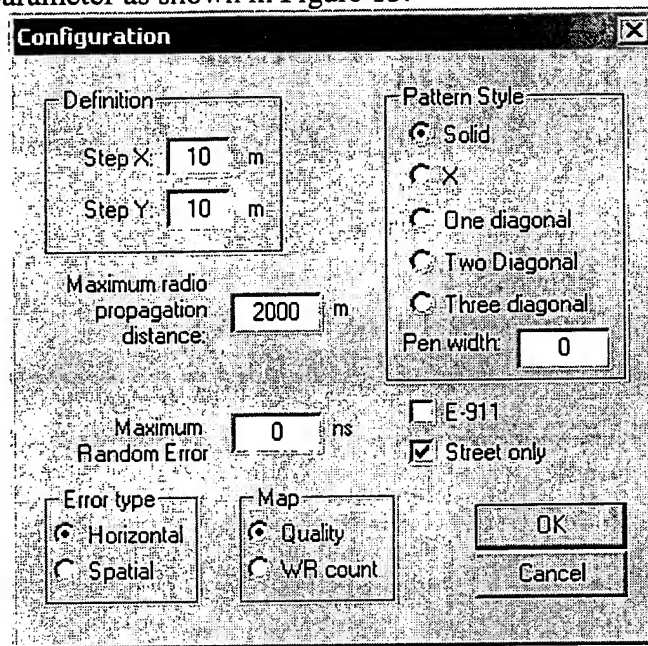 parameter as shown in Figure
Configuration
Definition
Step X: 10 m
Step Y: 10 m
Maximum radio
propagation
distance:
2000 m
Maximum
Random Error
0 ns
Error type
Horizontal
Spatial
Map
Quality
WR count
Pattern Style
Solid
X
One diagonal
Two Diagonal
Three diagonal
Pen width: 0
E-911
Street only
OK
Cancel